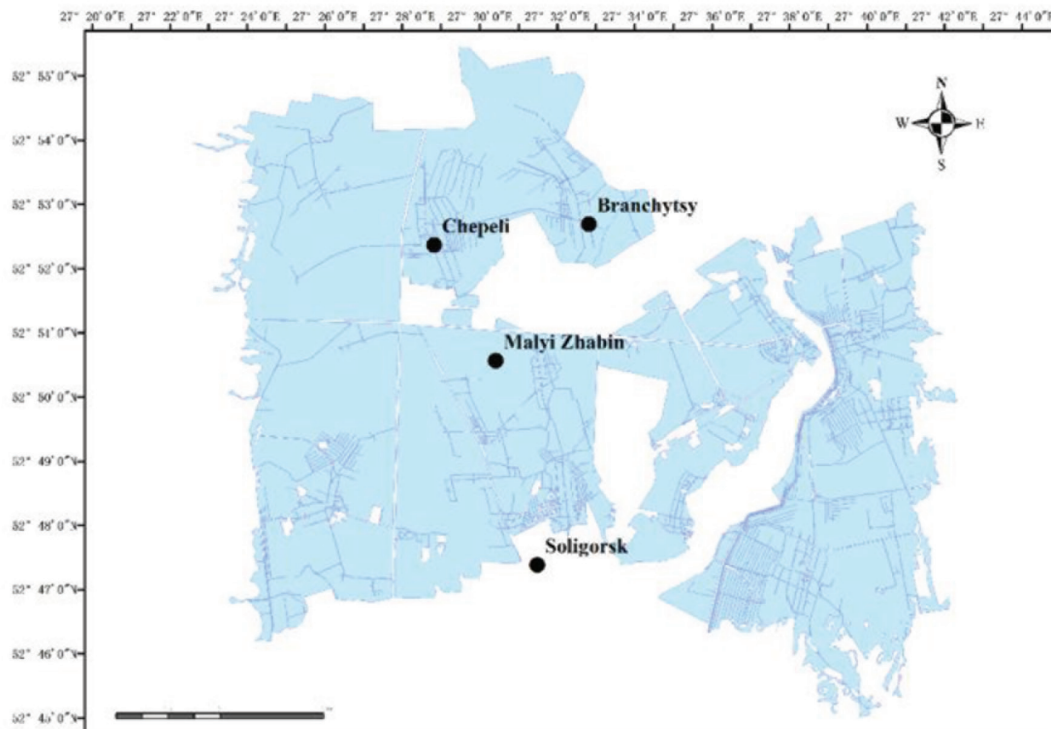 27° 20′0″E 27° 22′0″E 27° 24′0″E 27° 26′0″E 27° 28′0″E 27° 30′0″E 27° 32′0″E 27° 34′0″E 27° 36′0″E 27° 38′0″E 27° 40′0″E 27° 42′0″E 27° 44′0″E
52° 55′0″N
N
W E
S
52° 54′0″N
52° 53′0″N
Branchytsy
Chepeli
52° 52′0″N
52° 51′0″N
Malyi Zhabin
52° 50′0″N
52° 49′0″N
52° 48′0″N
Soligorsk
52° 47′0″N
52° 46′0″N
52° 45′0″N